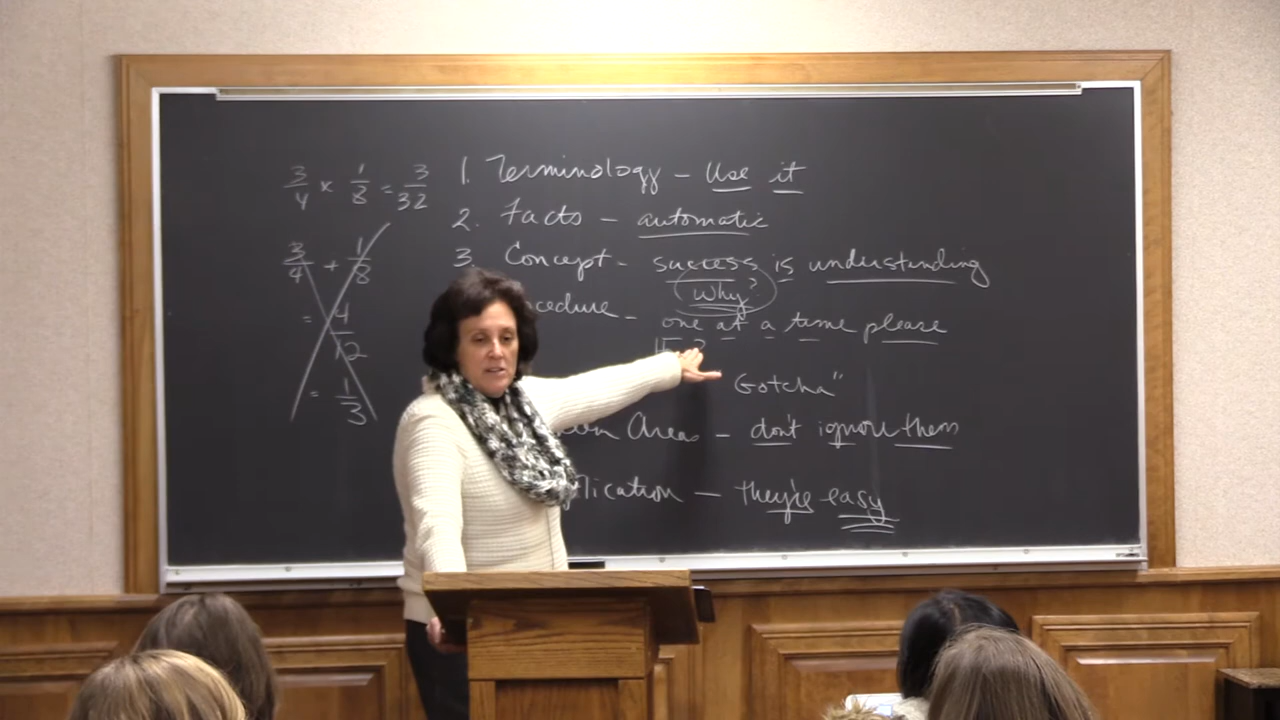 3/4 x 1/8 = 3/32
3/4 + 1/8
= 4/12
= 1/3
1. Terminology - Use it
2. Facts - automatic
3. Concept - success is understanding
Why?
cedure - one at a time please
Gotcha"
Areas - don't ignore them
lication - they're easy